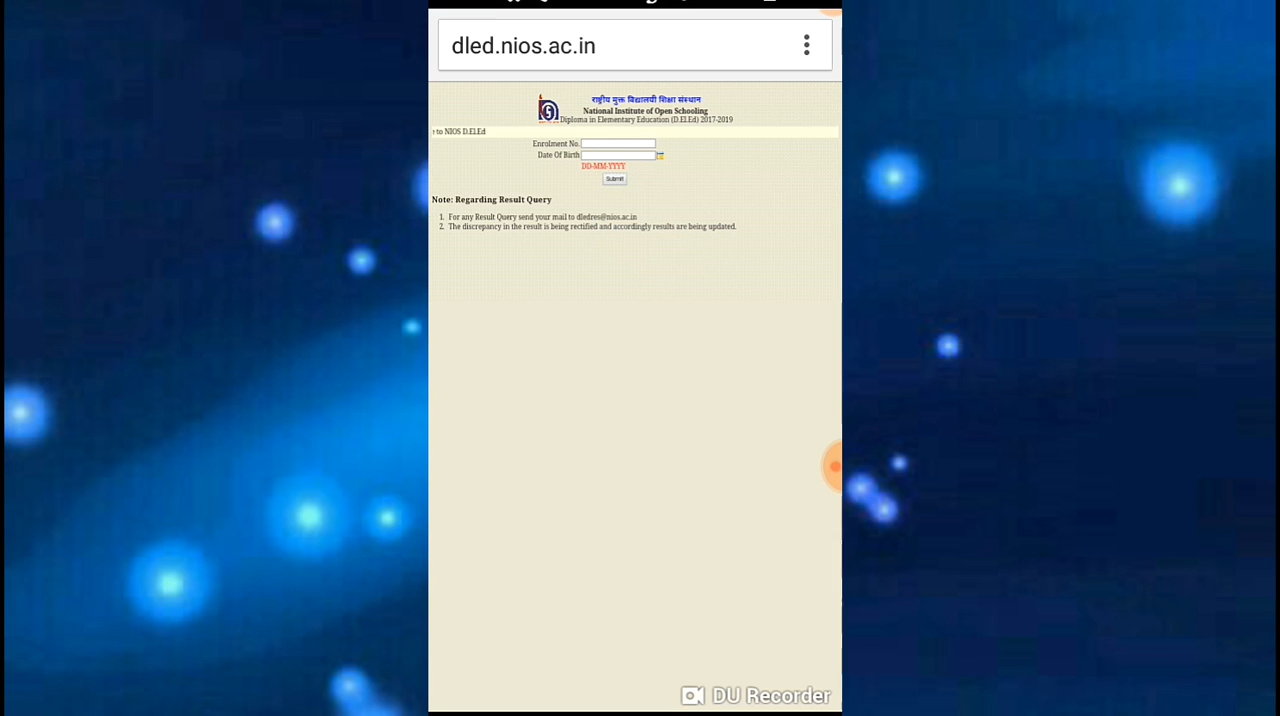 dled.nios.ac.in
राष्ट्रीय मुक्त विद्यालयी शिक्षा संस्थान
National Institute of Open Schooling
Diploma in Elementary Education (D.El.Ed) 2017-2019
to NIOS D.ELEd
Enrolment No.
Date Of Birth
DD-MM-YYYY
Submit
Note: Regarding Result Query
1. For any Result Query send your mail to dledres@nios.ac.in
2. The discrepancy in the result is being rectified and accordingly results are being updated.
DU Recorder